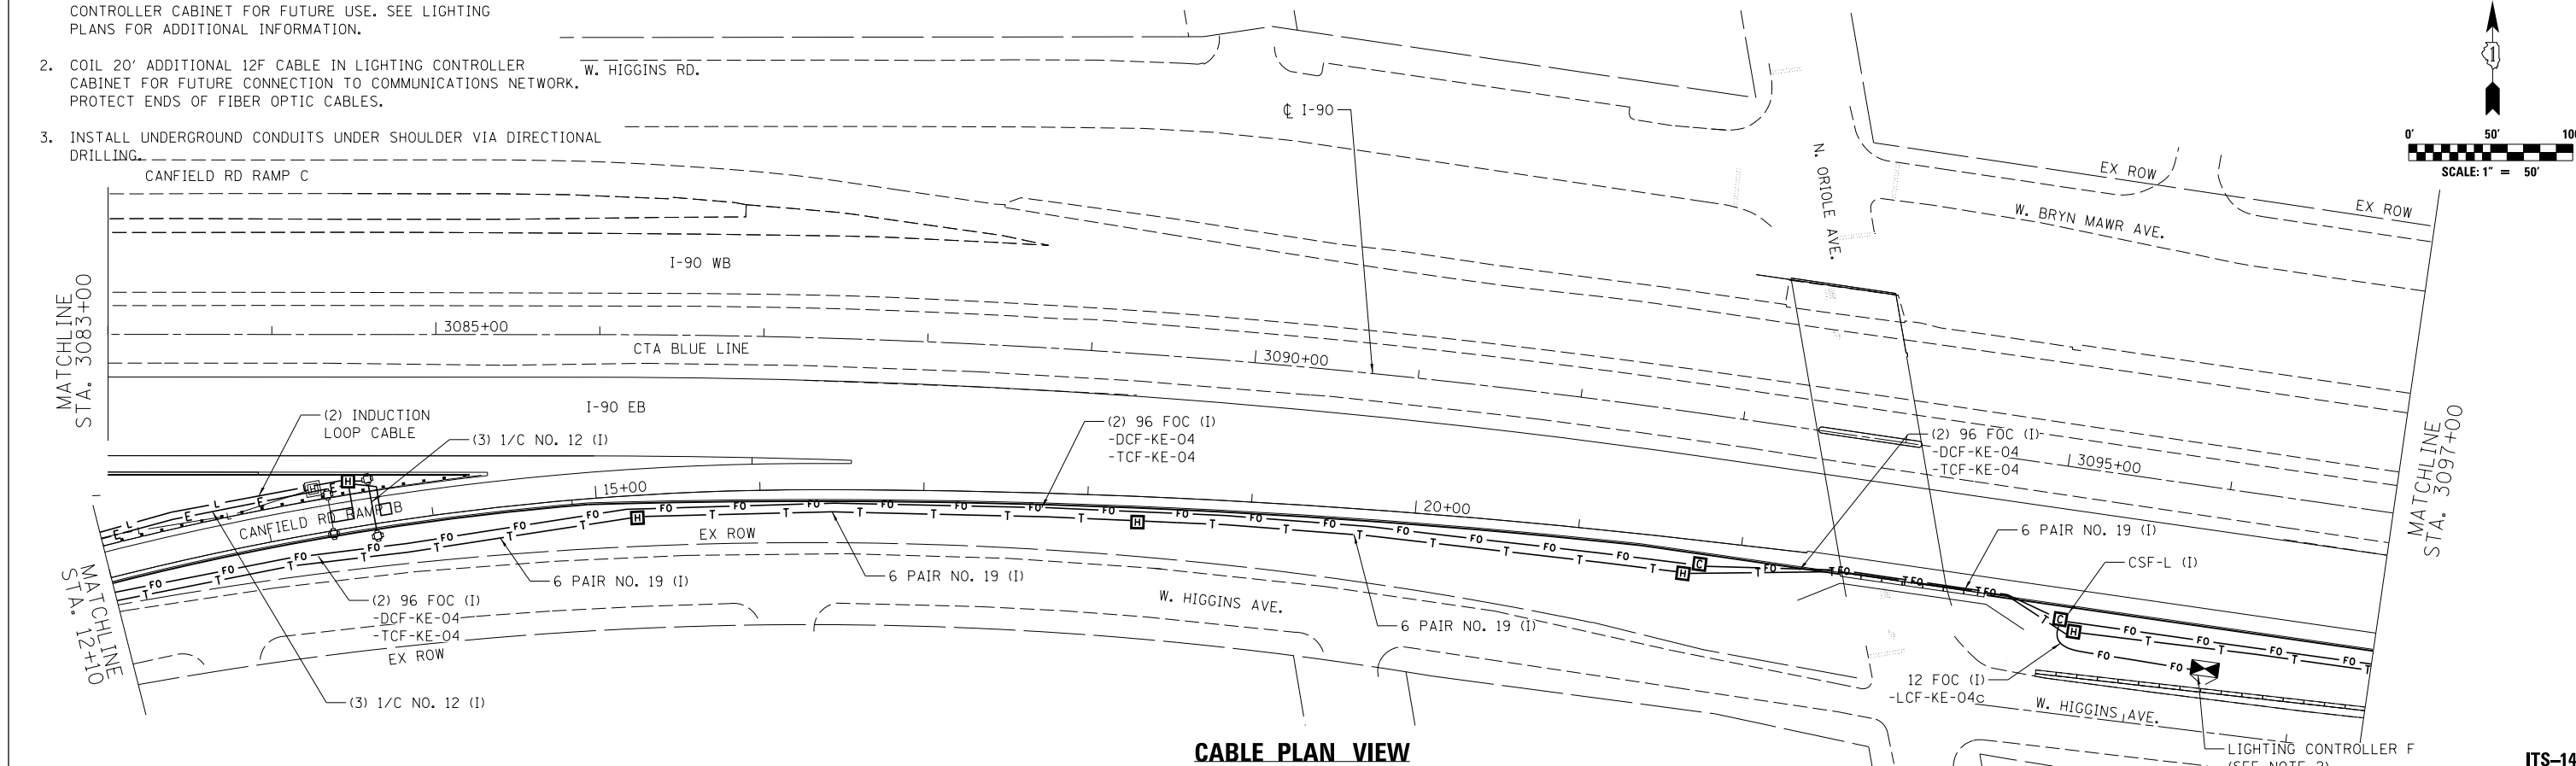 CONTROLLER CABINET FOR FUTURE USE. SEE LIGHTING
PLANS FOR ADDITIONAL INFORMATION.
2. COIL 20' ADDITIONAL 12F CABLE IN LIGHTING CONTROLLER
CABINET FOR FUTURE CONNECTION TO COMMUNICATIONS NETWORK.
PROTECT ENDS OF FIBER OPTIC CABLES.
3. INSTALL UNDERGROUND CONDUITS UNDER SHOULDER VIA DIRECTIONAL
DRILLING.
W. HIGGINS RD.
CANFIELD RD RAMP C
℄ I-90
N. ORIOLE AVE.
EX ROW
EX ROW
W. BRYN MAWR AVE.
1
0' 50' 100
SCALE: 1" = 50'
I-90 WB
MATCHLINE
STA. 3083+00
3085+00
CTA BLUE LINE
3090+00
I-90 EB
(2) INDUCTION
LOOP CABLE
(3) 1/C NO. 12 (I)
(2) 96 FOC (I)
-DCF-KE-04
-TCF-KE-04
(2) 96 FOC (I)
-DCF-KE-04
-TCF-KE-04
3095+00
MATCHLINE
STA. 3097+00
15+00
20+00
CANFIELD RD RAMP B
EX ROW
6 PAIR NO. 19 (I)
6 PAIR NO. 19 (I)
6 PAIR NO. 19 (I)
CSF-L (I)
MATCHLINE
STA. 12+10
(2) 96 FOC (I)
-DCF-KE-04
-TCF-KE-04
W. HIGGINS AVE.
6 PAIR NO. 19 (I)
EX ROW
12 FOC (I)
-LCF-KE-04c
(3) 1/C NO. 12 (I)
W. HIGGINS AVE.
LIGHTING CONTROLLER F
(SEE NOTE 2)
CABLE PLAN VIEW
ITS-14